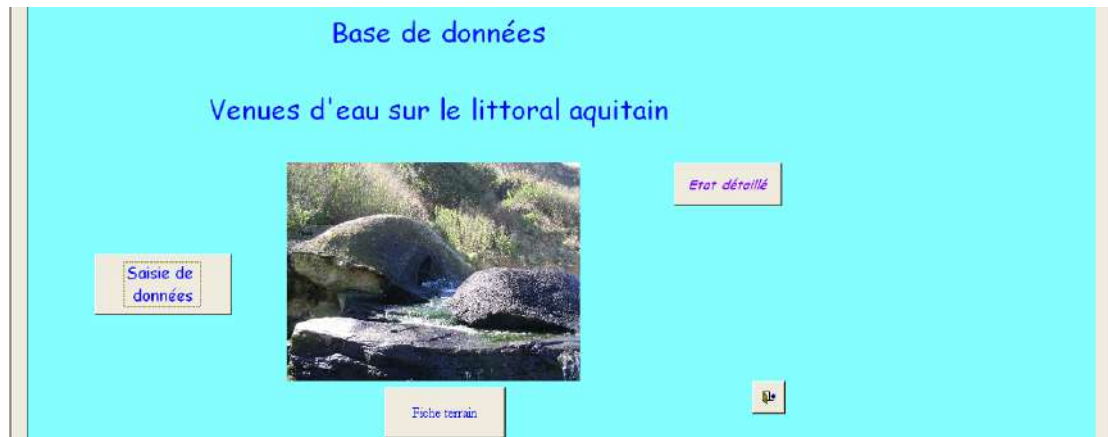 Base de données
Venues d'eau sur le littoral aquitain
Etat détaillé
Saisie de
données
Fiche terrain